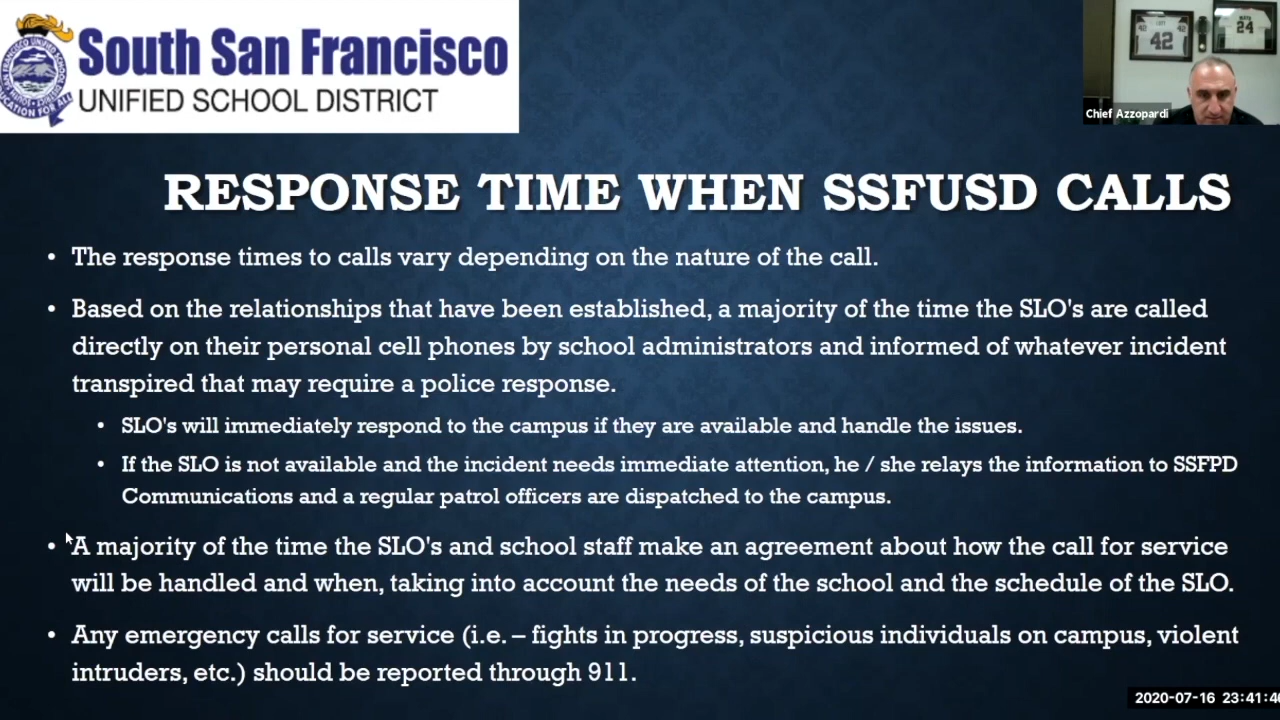 South San Francisco
UNIFIED SCHOOL DISTRICT
42
24
Chief Azzopardi
RESPONSE TIME WHEN SSFUSD CALLS
• The response times to calls vary depending on the nature of the call.
• Based on the relationships that have been established, a majority of the time the SLO's are called
directly on their personal cell phones by school administrators and informed of whatever incident
transpired that may require a police response.
• SLO's will immediately respond to the campus if they are available and handle the issues.
• If the SLO is not available and the incident needs immediate attention, he / she relays the information to SSFPD
Communications and a regular patrol officers are dispatched to the campus.
• A majority of the time the SLO's and school staff make an agreement about how the call for service
will be handled and when, taking into account the needs of the school and the schedule of the SLO.
• Any emergency calls for service (i.e. – fights in progress, suspicious individuals on campus, violent
intruders, etc.) should be reported through 911.
2020-07-16 23:41:4